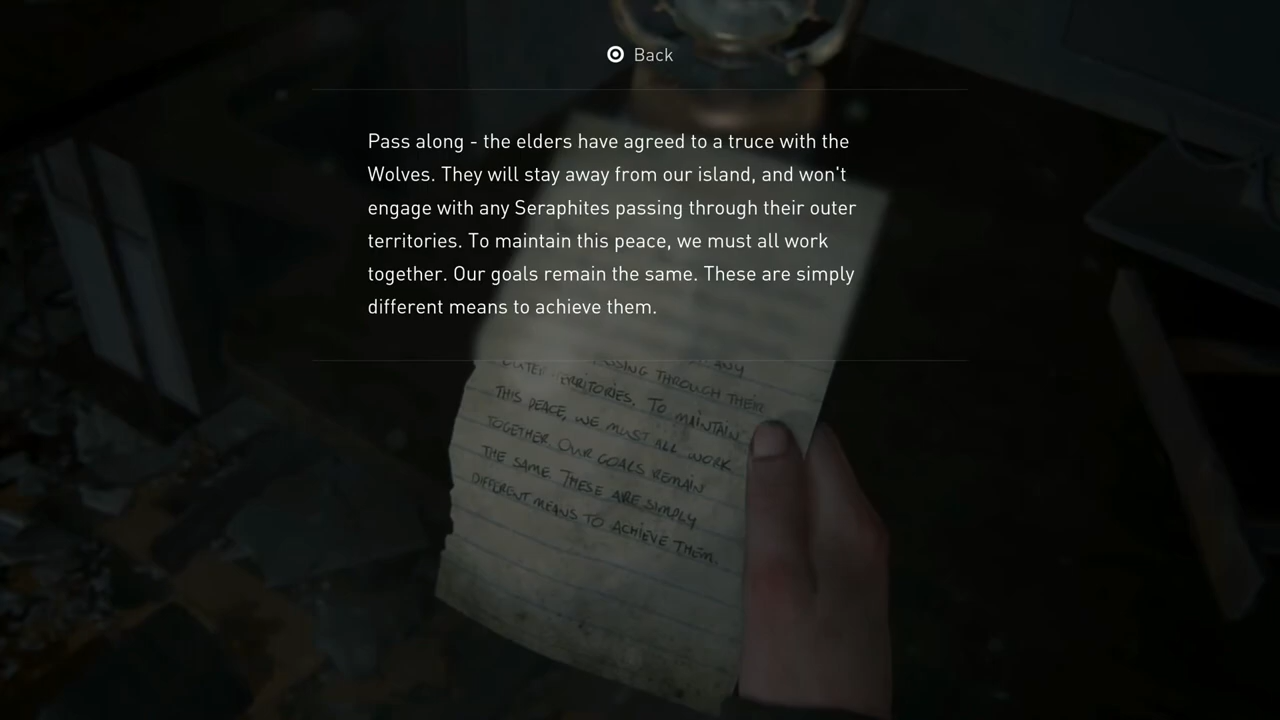 Back
Pass along - the elders have agreed to a truce with the
Wolves. They will stay away from our island, and won't
engage with any Seraphites passing through their outer
territories. To maintain this peace, we must all work
together. Our goals remain the same. These are simply
different means to achieve them.
ANY
PASSING THROUGH THEIR
OUTER TERRITORIES. TO MAINTAIN
THIS PEACE, WE MUST ALL WORK
TOGETHER. OUR GOALS REMAIN
THE SAME. THESE ARE SIMPLY
DIFFERENT MEANS TO ACHIEVE THEM.